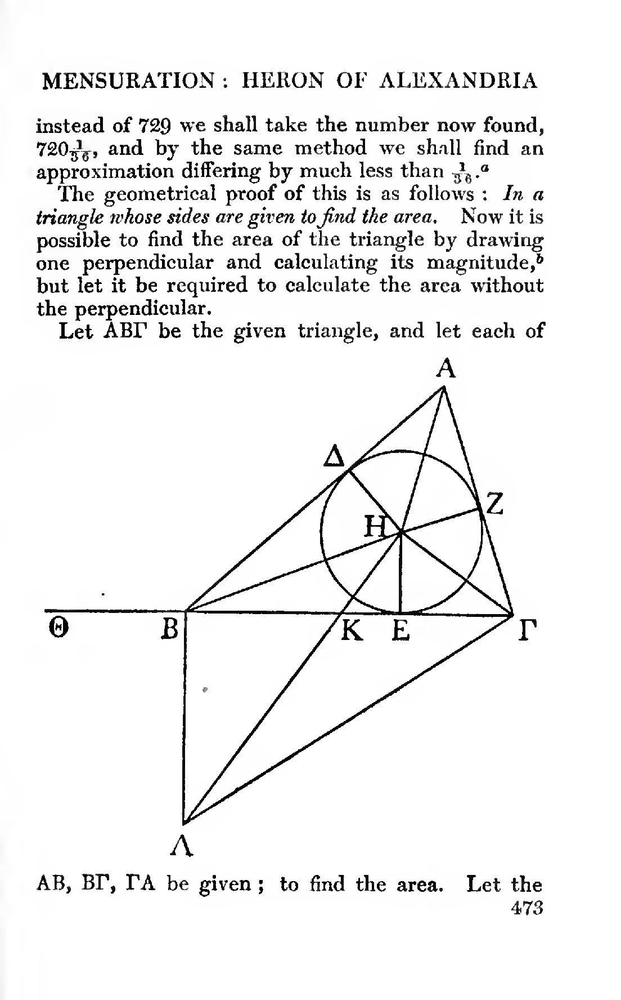 MENSURATION : HERON OF ALEXANDRIA
instead of 729 we shall take the number now found,
720 1/36, and by the same method we shall find an
approximation differing by much less than 1/36.ᵃ
The geometrical proof of this is as follows : In a
triangle whose sides are given to find the area. Now it is
possible to find the area of the triangle by drawing
one perpendicular and calculating its magnitude,ᵇ
but let it be required to calculate the area without
the perpendicular.
Let ΑΒΓ be the given triangle, and let each of
Α
Δ
Ζ
Η
Θ
Β
Κ
Ε
Γ
Λ
ΑΒ, ΒΓ, ΓΑ be given ; to find the area. Let the
473